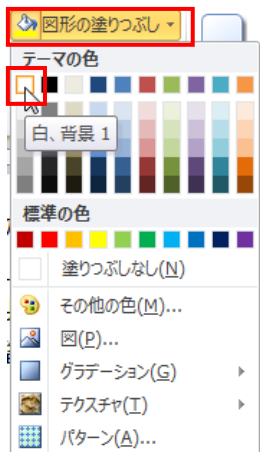 図形の塗りつぶし
テーマの色
白、背景 1
標準の色
塗りつぶしなし(N)
その他の色(M)...
図(P)...
グラデーション(G)
テクスチャ(T)
パターン(A)...